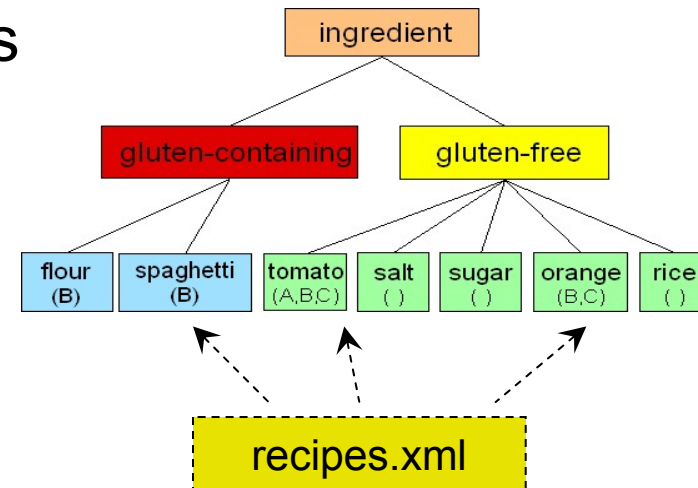 s
ingredient
gluten-containing
gluten-free
flour
(B)
spaghetti
(B)
tomato
(A,B,C)
salt
( )
sugar
( )
orange
(B,C)
rice
( )
recipes.xml